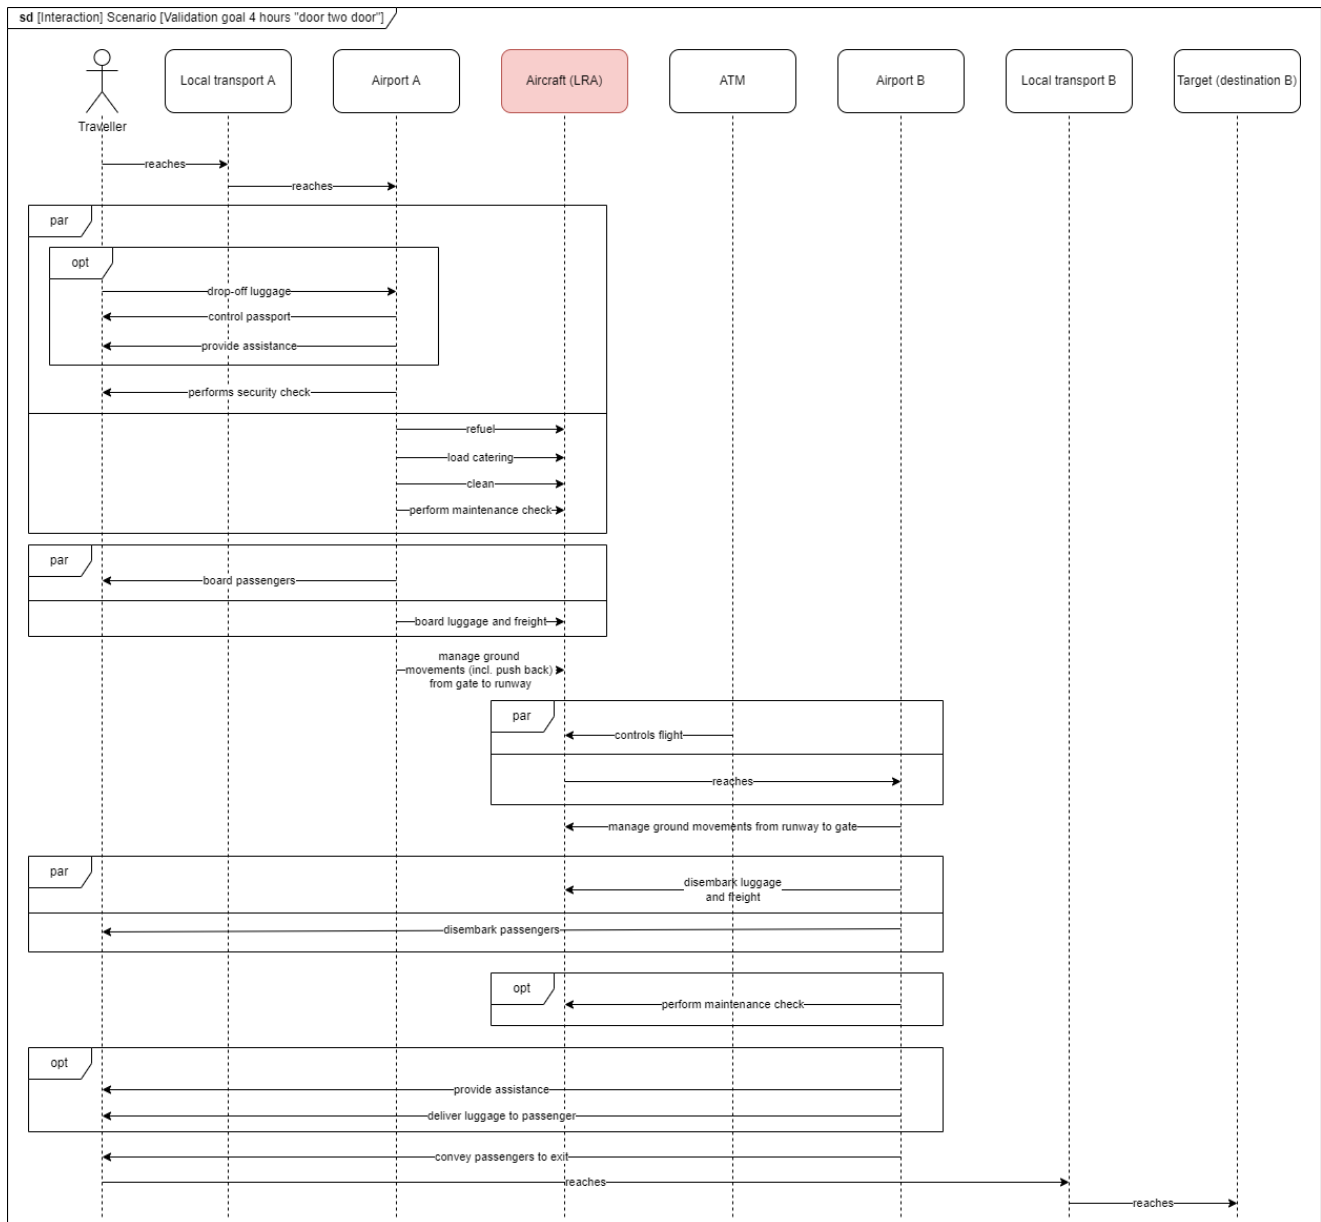 sd [Interaction] Scenario [Validation goal 4 hours "door two door"]
Traveller
Local transport A
Airport A
Aircraft (LRA)
ATM
Airport B
Local transport B
Target (destination B)
reaches
reaches
par
opt
drop-off luggage
control passport
provide assistance
performs security check
refuel
load catering
clean
perform maintenance check
par
board passengers
board luggage and freight
manage ground
movements (incl. push back)
from gate to runway
par
controls flight
reaches
manage ground movements from runway to gate
par
disembark luggage
and freight
disembark passengers
opt
perform maintenance check
opt
provide assistance
deliver luggage to passenger
convey passengers to exit
reaches
reaches